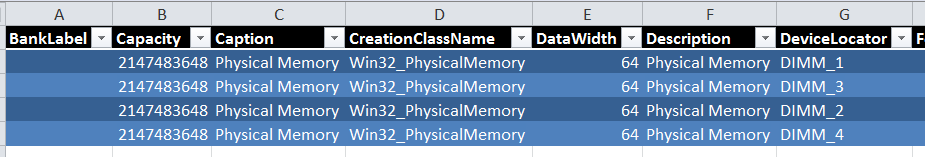 A B C D E F G
BankLabel Capacity Caption CreationClassName DataWidth Description DeviceLocator
2147483648 Physical Memory Win32_PhysicalMemory 64 Physical Memory DIMM_1
2147483648 Physical Memory Win32_PhysicalMemory 64 Physical Memory DIMM_3
2147483648 Physical Memory Win32_PhysicalMemory 64 Physical Memory DIMM_2
2147483648 Physical Memory Win32_PhysicalMemory 64 Physical Memory DIMM_4